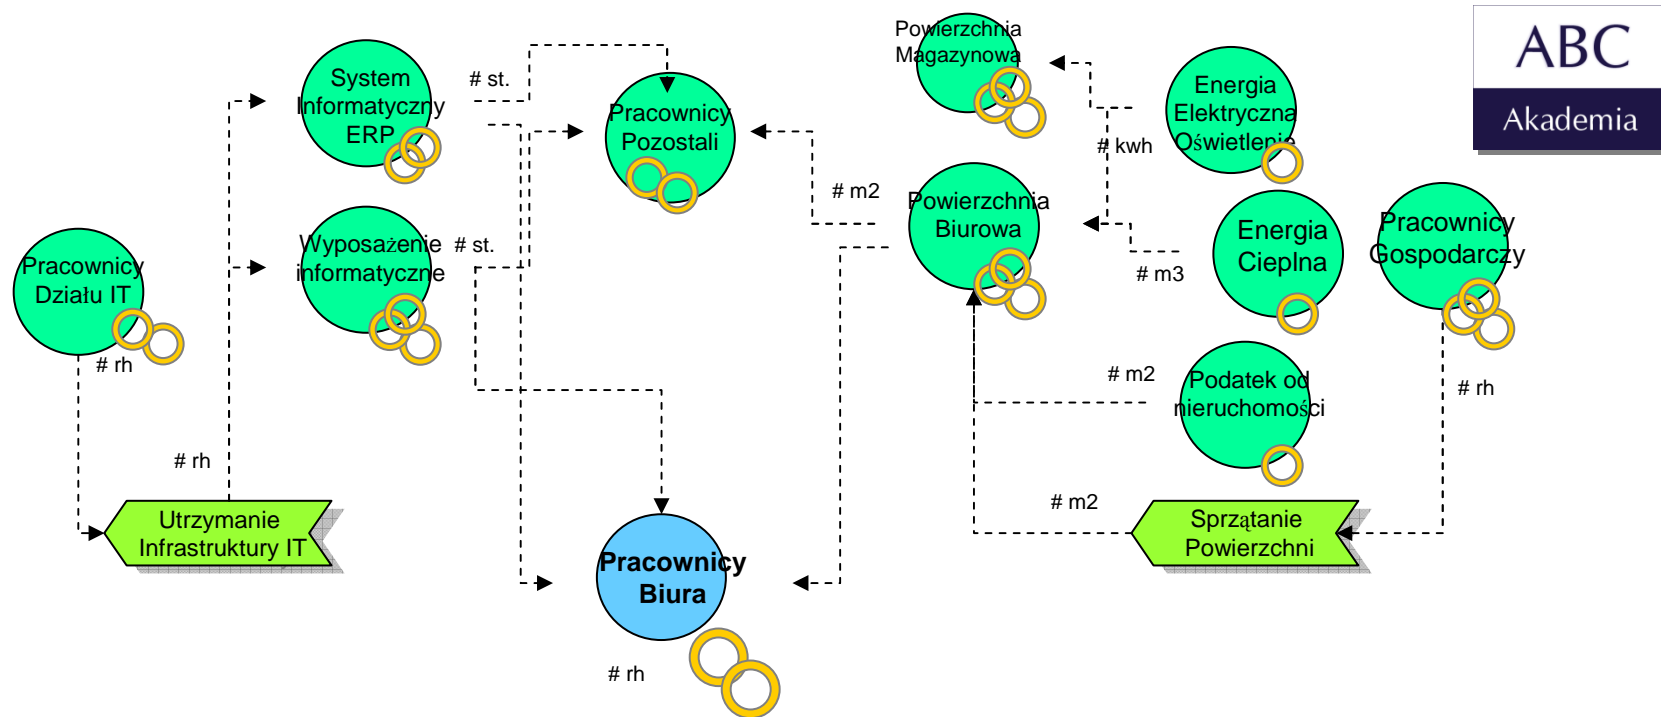 Powierzchnia
Magazynowa
ABC
Akademia
System
Informatyczny
ERP
# st.
Energia
Elektryczna
Oświetlenie
Pracownicy
Pozostali
# kwh
# m2
Powierzchnia
Biurowa
Energia
Cieplna
Pracownicy
Gospodarczy
Wyposażenie
informatyczne
# st.
# m3
Pracownicy
Działu IT
# rh
# m2
Podatek od
nieruchomości
# rh
# rh
# m2
Utrzymanie
Infrastruktury IT
Sprzątanie
Powierzchni
Pracownicy
Biura
# rh